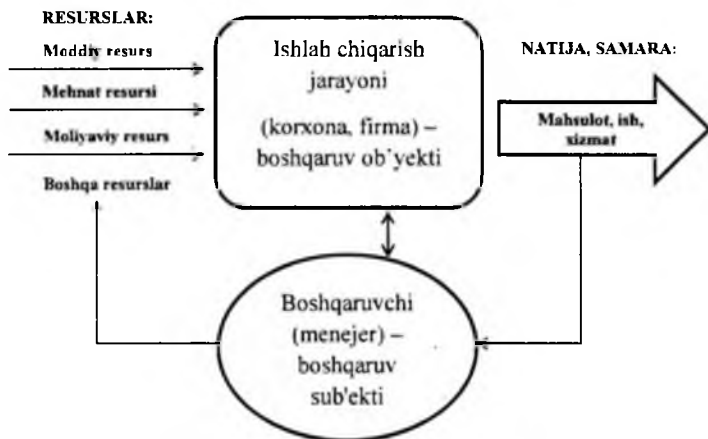 RESURSLAR:
Moddiy resurs
Mehnat resursi
Moliyaviy resurs
Boshqa resurslar
Ishlab chiqarish
jarayoni
(korxona, firma) –
boshqaruv ob'yekti
NATIJA, SAMARA:
Mahsulot, ish,
xizmat
Boshqaruvchi
(menejer) –
boshqaruv
sub'ekti